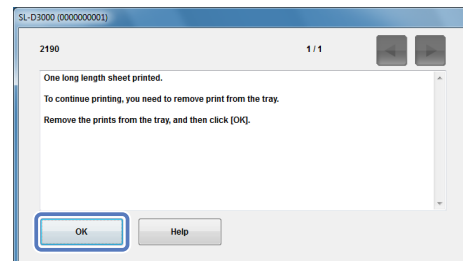 SL-D3000 (0000000001)
2190 1 / 1
One long length sheet printed.
To continue printing, you need to remove print from the tray.
Remove the prints from the tray, and then click [OK].
OK Help